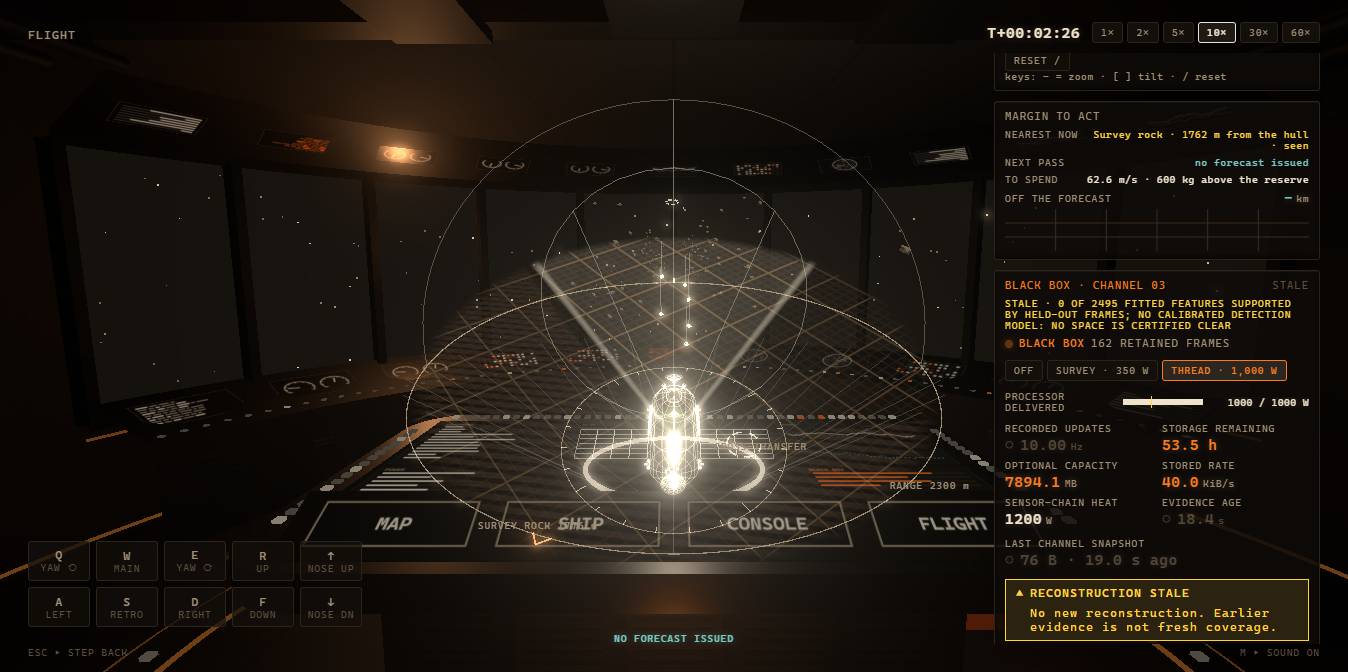 FLIGHT
T+00:02:26
1×
2×
5×
10×
30×
60×
RESET /
keys: − = zoom · [ ] tilt · / reset
MARGIN TO ACT
NEAREST NOW Survey rock · 1762 m from the hull
· seen
NEXT PASS no forecast issued
TO SPEND 62.6 m/s · 600 kg above the reserve
OFF THE FORECAST — km
BLACK BOX · CHANNEL 03 STALE
STALE · 0 OF 2495 FITTED FEATURES SUPPORTED
BY HELD-OUT FRAMES; NO CALIBRATED DETECTION
MODEL: NO SPACE IS CERTIFIED CLEAR
BLACK BOX 162 RETAINED FRAMES
OFF
SURVEY · 350 W
THREAD · 1,000 W
PROCESSOR
DELIVERED 1000 / 1000 W
RECORDED UPDATES STORAGE REMAINING
10.00 Hz 53.5 h
OPTIONAL CAPACITY STORED RATE
7894.1 MB 40.0 KiB/s
SENSOR-CHAIN HEAT EVIDENCE AGE
1200 W 18.4 s
LAST CHANNEL SNAPSHOT
76 B · 19.0 s ago
▲ RECONSTRUCTION STALE
No new reconstruction. Earlier
evidence is not fresh coverage.
RANGE 2300 m
SURVEY ROCK
MAP
SHIP
CONSOLE
FLIGHT
Q
YAW
W
MAIN
E
YAW
R
UP
↑
NOSE UP
A
LEFT
S
RETRO
D
RIGHT
F
DOWN
↓
NOSE DN
NO FORECAST ISSUED
ESC ▸ STEP BACK
M ▸ SOUND ON